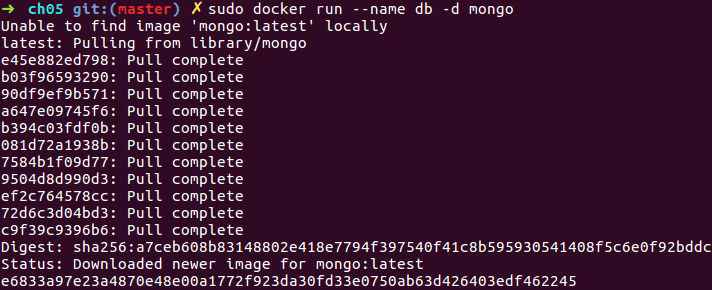 ➜ ch05 git:(master) ✗ sudo docker run --name db -d mongo
Unable to find image 'mongo:latest' locally
latest: Pulling from library/mongo
e45e882ed798: Pull complete
b03f96593290: Pull complete
90df9ef9b571: Pull complete
a647e09745f6: Pull complete
b394c03fdf0b: Pull complete
081d72a1938b: Pull complete
7584b1f09d77: Pull complete
9504d8d990d3: Pull complete
ef2c764578cc: Pull complete
72d6c3d04bd3: Pull complete
c9f39c9396b6: Pull complete
Digest: sha256:a7ceb608b83148802e418e7794f397540f41c8b595930541408f5c6e0f92bddc
Status: Downloaded newer image for mongo:latest
e6833a97e23a4870e48e00a1772f923da30fd33e0750ab63d426403edf462245